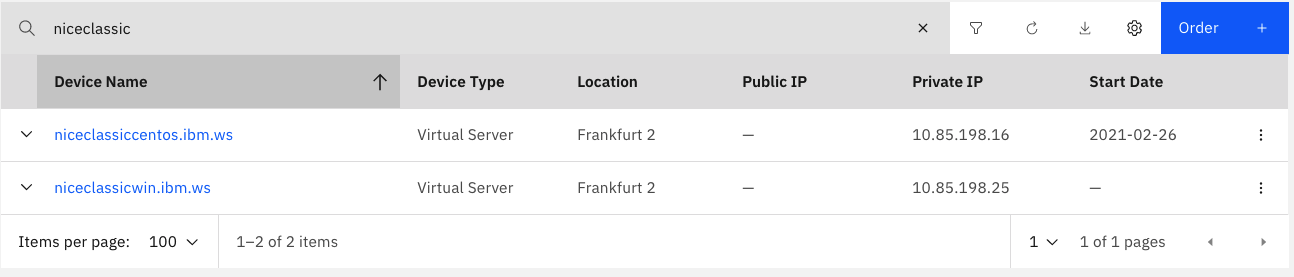 niceclassic
Order +
Device Name Device Type Location Public IP Private IP Start Date
niceclassiccentos.ibm.ws Virtual Server Frankfurt 2 — 10.85.198.16 2021-02-26
niceclassicwin.ibm.ws Virtual Server Frankfurt 2 — 10.85.198.25 —
Items per page: 100 1–2 of 2 items 1 1 of 1 pages